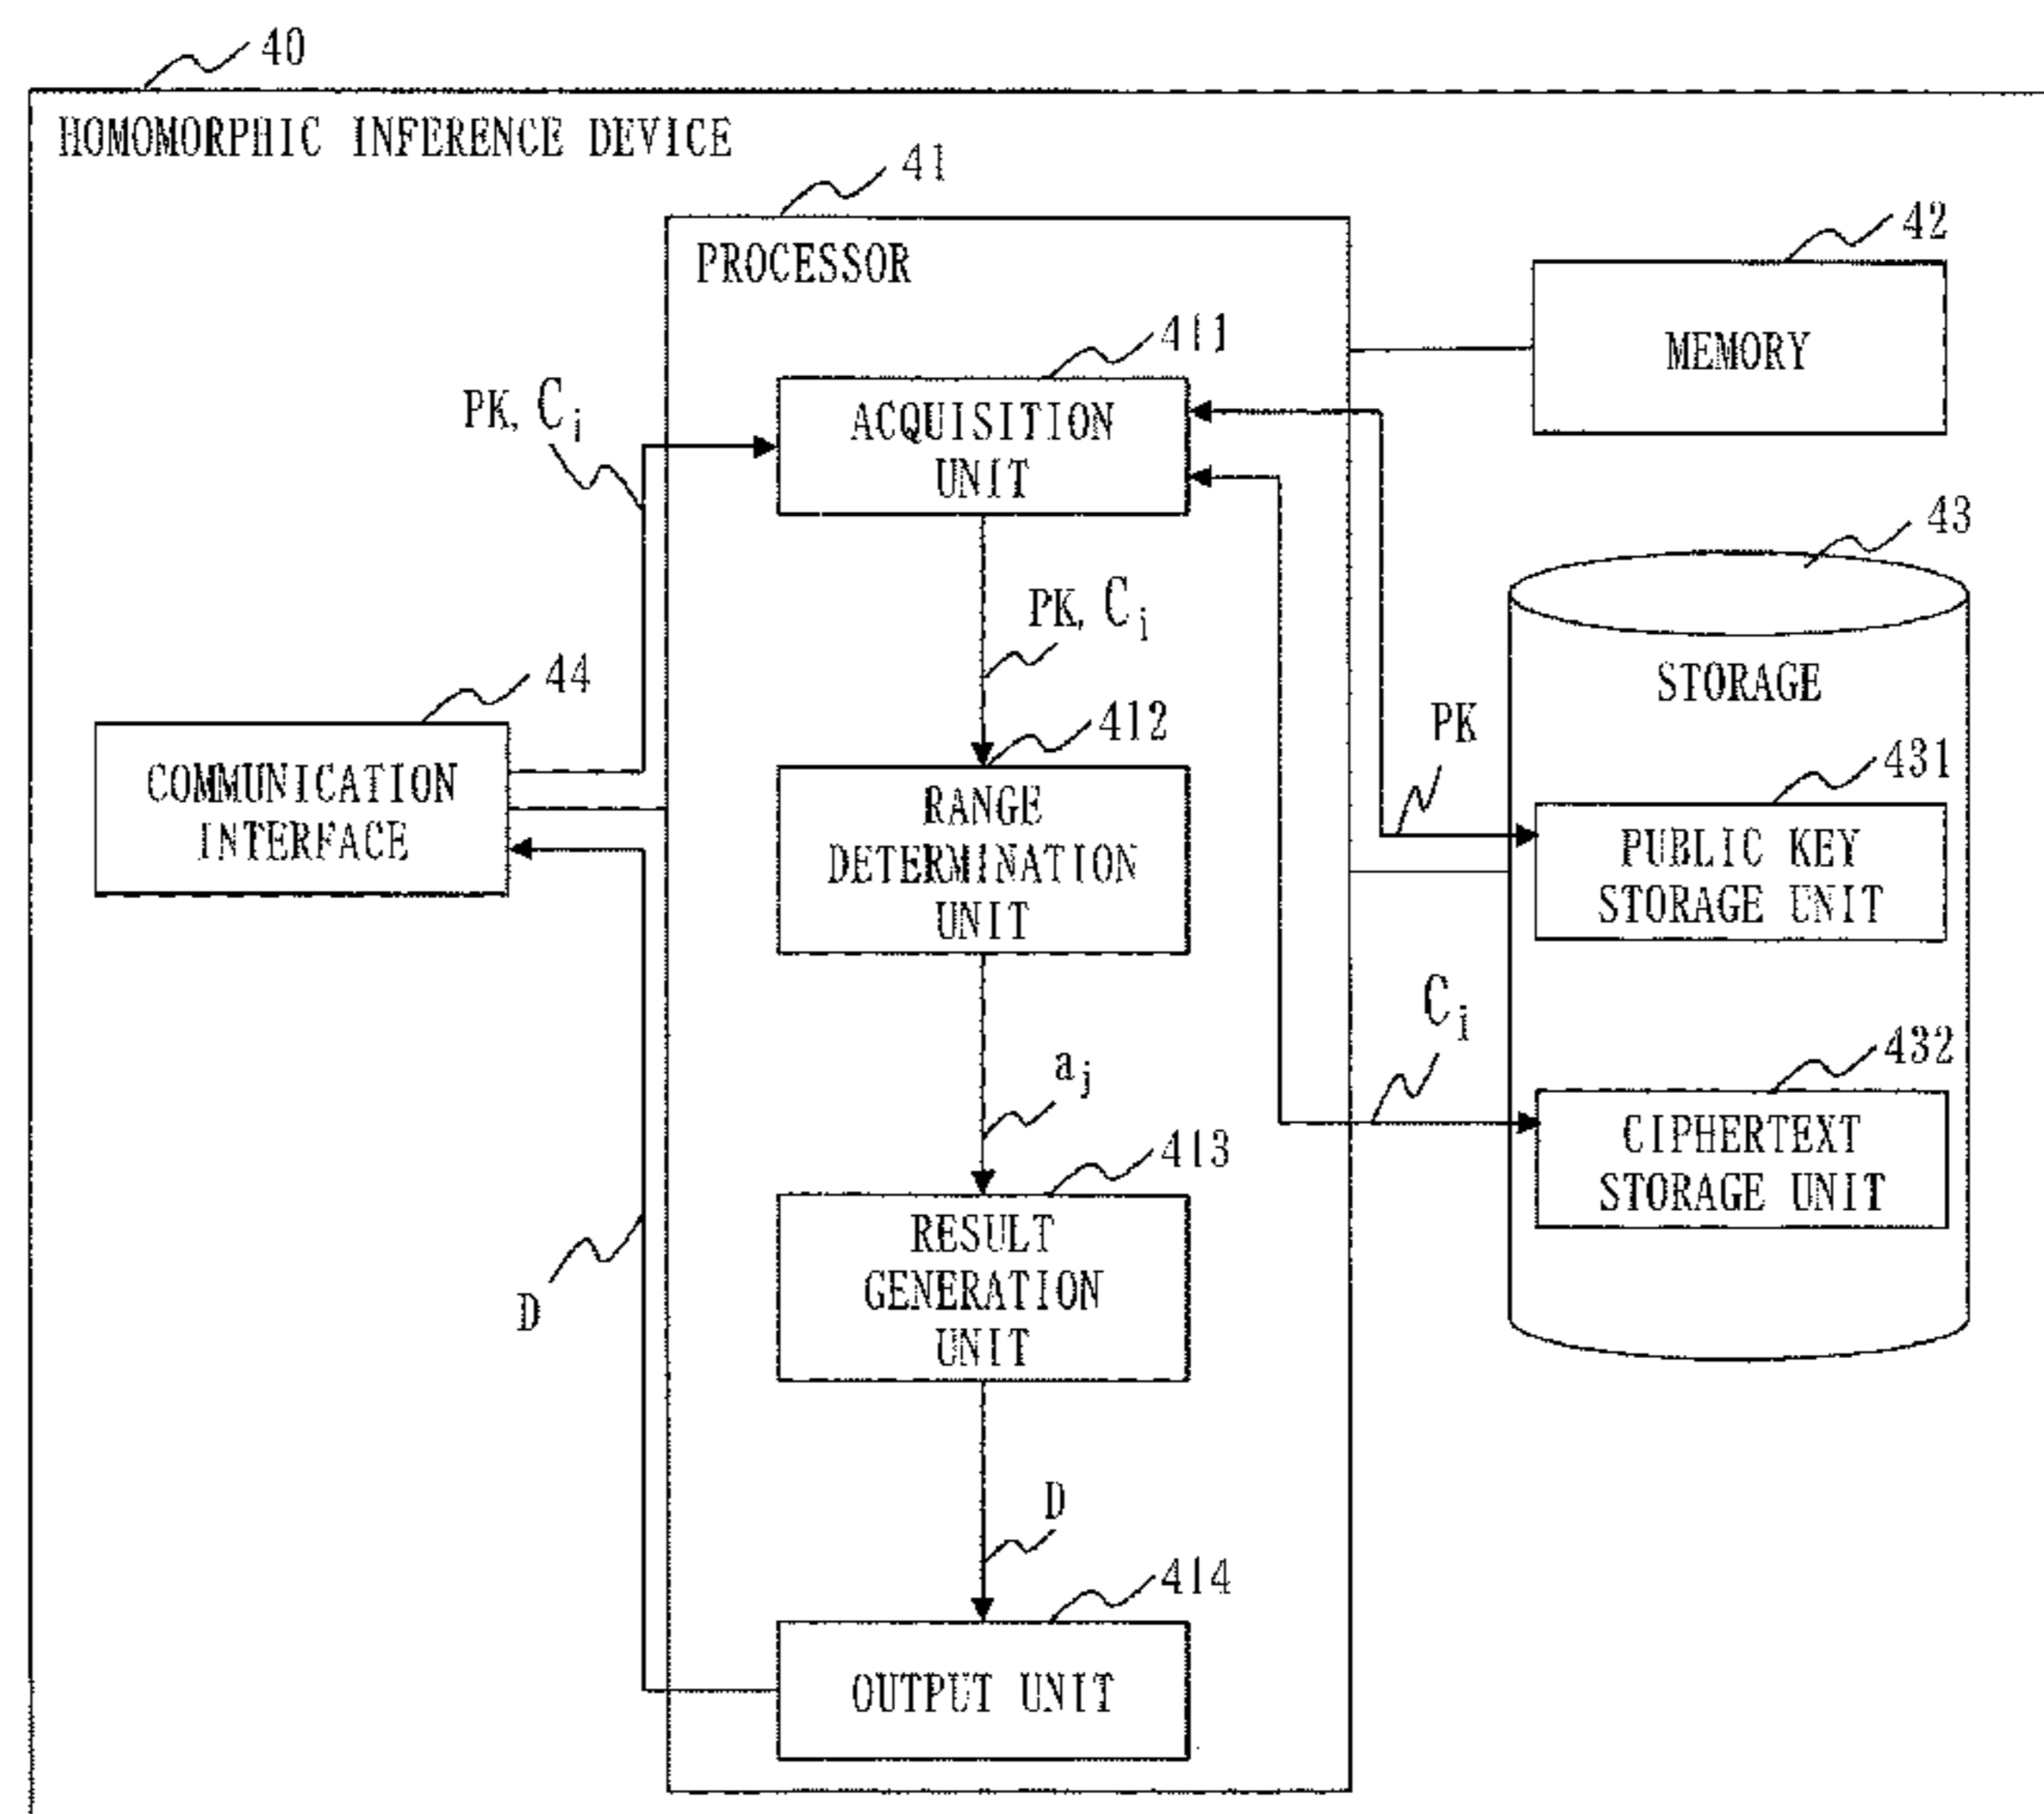 40
HOMOMORPHIC INFERENCE DEVICE
41
PROCESSOR
42
MEMORY
411
ACQUISITION
UNIT
PK, Ci
PK, Ci
43
STORAGE
44
COMMUNICATION
INTERFACE
412
RANGE
DETERMINATION
UNIT
PK
431
PUBLIC KEY
STORAGE UNIT
Ci
aj
432
CIPHERTEXT
STORAGE UNIT
413
RESULT
GENERATION
UNIT
D
D
414
OUTPUT UNIT